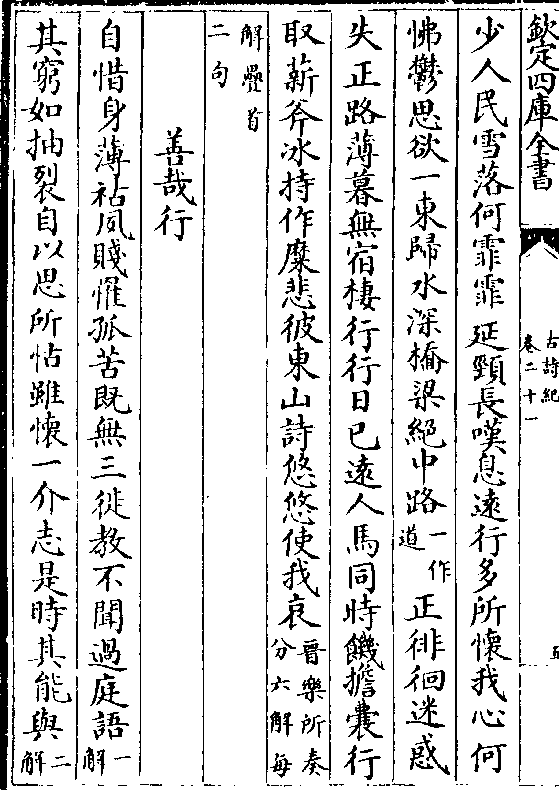 欽定四庫全書
古詩紀
卷二十一
五
少人民雪落何霏霏延頸長嘆息遠行多所懷我心何
怫鬱思欲一東歸水深橋梁絕中路一作道正徘徊迷惑
失正路薄暮無宿棲行行日已遠人馬同時饑擔囊行
取薪斧冰持作糜悲彼東山詩悠悠使我哀晉樂所奏分六解每
解疊首二句
善哉行
自惜身薄祜夙賤罹孤苦既無三徙教不聞過庭語一解
其窮如抽裂自以思所怙雖懷一介志是時其能與二解